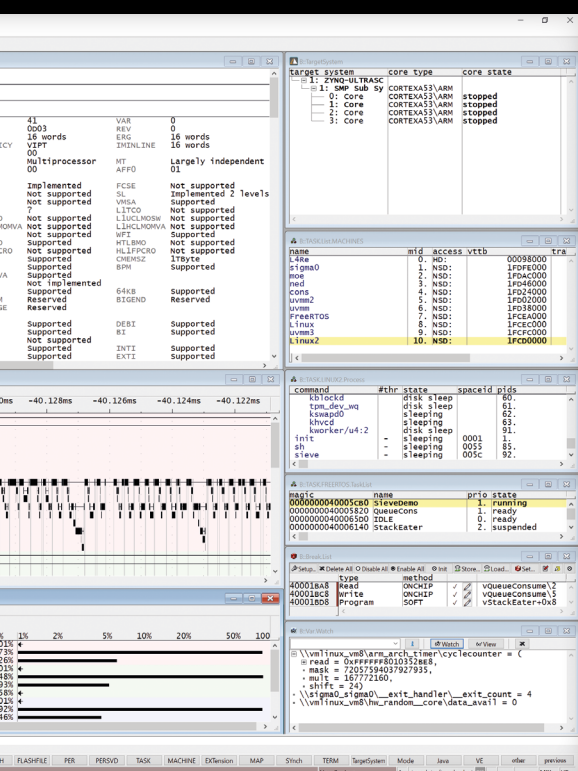 B::TargetSystem
target system core type core state
1: ZYNQ-ULTRASC
1: SMP Sub Sy CORTEXA53\ARM
0: Core CORTEXA53\ARM stopped
1: Core CORTEXA53\ARM stopped
2: Core CORTEXA53\ARM stopped
3: Core CORTEXA53\ARM stopped
41 VAR 0
0D03 REV 0
16 words ERG 16 words
ICY VIPT IMINLINE 16 words
00
Multiprocessor MT Largely independent
00 AFF0 01
Implemented FCSE Not supported
Not supported SL Implemented 2 levels
Not supported VMSA Supported
? L1TCO Not supported
O Not supported L1UCLMOSW Not supported
MOMVA Not supported L1HCLMOMVA Not supported
Not supported WFI Supported
O Supported HTLBMO Not supported
CRO Not supported HL1FPCRO Not supported
Supported CMEMSZ 1TByte
Supported BPM Supported
VA Supported
Not implemented
Supported 64KB Supported
M Reserved BIGEND Reserved
GE Reserved
Supported DEBI Supported
Supported BI Supported
Not supported
Supported INTI Supported
Supported EXTI Supported
B::TASK.List.MACHINES
name mid access vttb tra
L4Re 0. HD: 00098000
sigma0 1. NSD: 1FDFE000
moe 2. NSD: 1FDAC000
ned 3. NSD: 1FD46000
cons 4. NSD: 1FD24000
uvmm2 5. NSD: 1FD02000
uvmm 6. NSD: 1FD38000
FreeRTOS 7. NSD: 1FCEA000
Linux 8. NSD: 1FCEC000
uvmm3 9. NSD: 1FCFC000
Linux2 10. NSD: 1FCD0000
0ms -40.128ms -40.126ms -40.124ms -40.122ms
B::TASK.LINUX2.Process
command #thr state spaceid pids
kblockd disk sleep 60.
tpm_dev_wq disk sleep 61.
kswapd0 sleeping 62.
khvcd sleeping 63.
kworker/u4:2 disk sleep 91.
init - sleeping 0001 1.
sh - sleeping 0055 85.
sieve - sleeping 005C 92.
B::TASK.FREERTOS.TaskList
magic name prio state
0000000040005CB0 SieveDemo 1. running
0000000040005820 QueueCons 1. ready
00000000400065D0 IDLE 0. ready
0000000040006140 StackEater 2. suspended
B::Break.List
Setup... Delete All Disable All Enable All Init Store... Load... Set...
type method
40001BA8 Read ONCHIP vQueueConsume\2
40001BC8 Write ONCHIP vQueueConsume\5
40001BD8 Program SOFT vStackEater+0x8
% 1% 2% 5% 10% 20% 50% 100
01%
73%
26%
01%
48%
93%
58%
01%
92%
46%
B::Var.Watch
Watch View
\\vmlinux_vm8\arm_arch_timer\cyclecounter = (
read = 0xFFFFFF8010352BE8,
mask = 72057594037927935,
mult = 167772160,
shift = 24)
\\sigma0_sigma0\__exit_handler\__exit_count = 4
\\vmlinux_vm8\hw_random__core\data_avail = 0
H FLASHFILE PER PERSVD TASK MACHINE EXTension MAP SYnch TERM TargetSystem Mode Java VE other previous